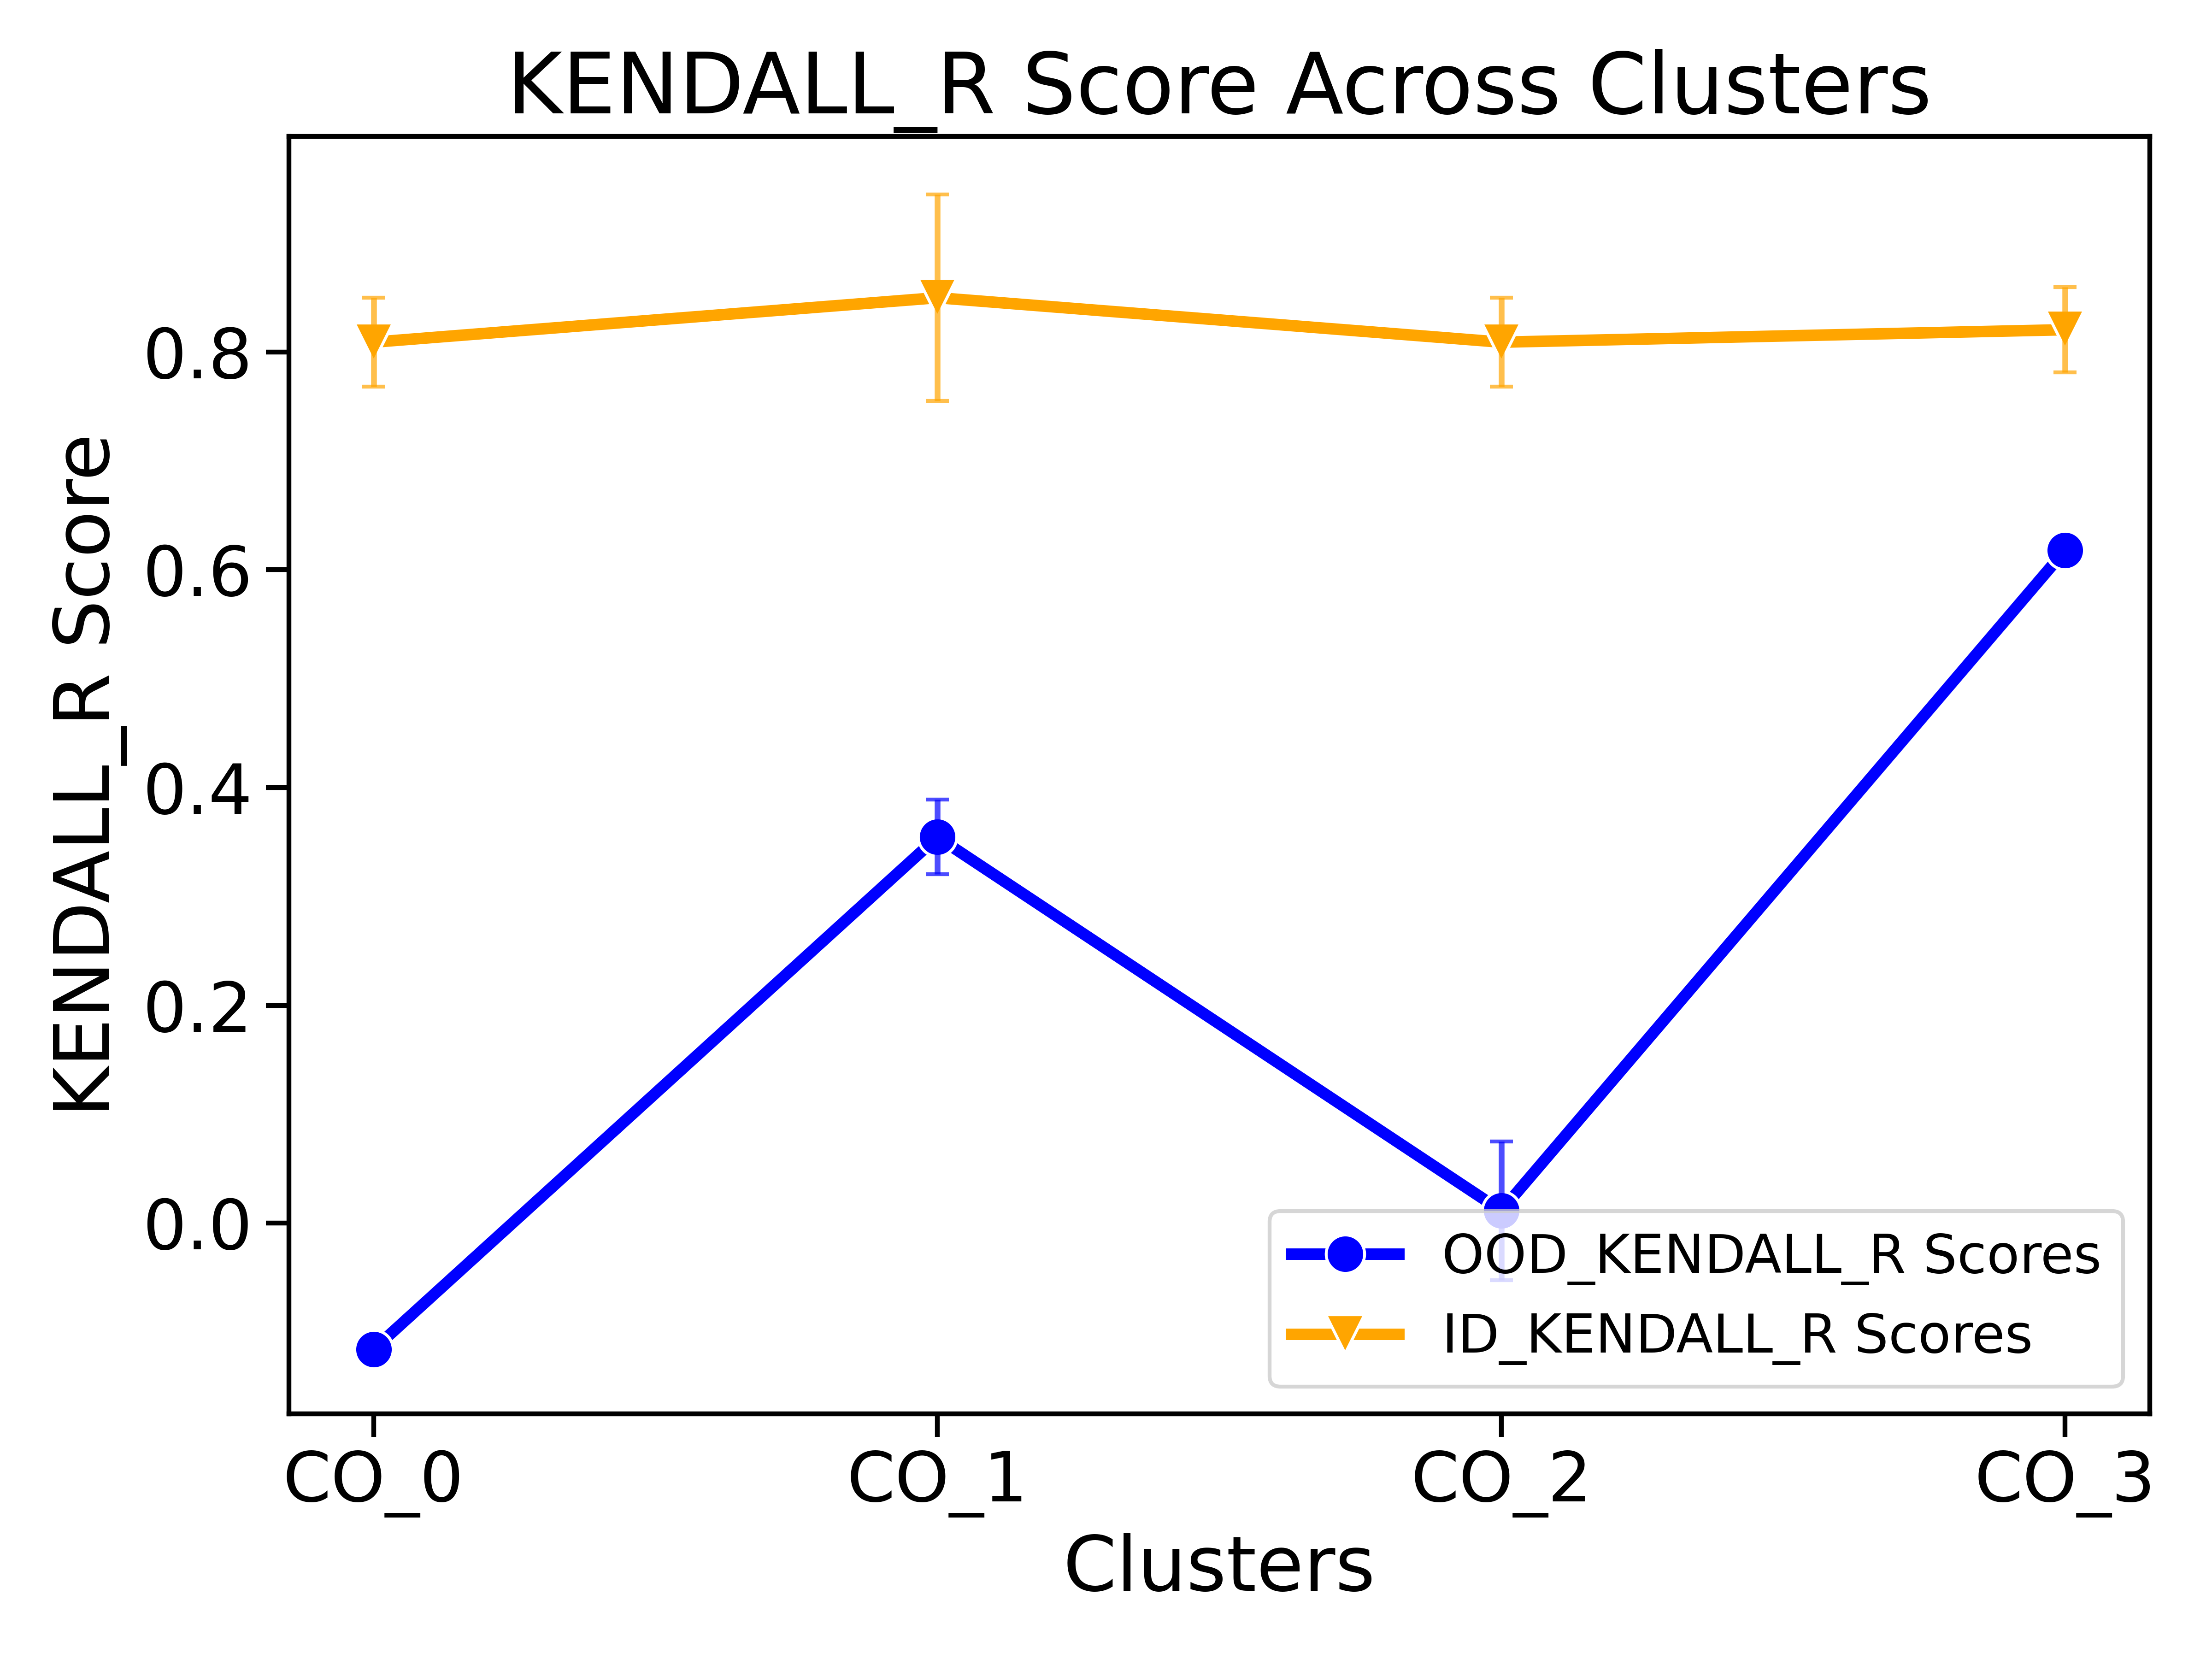 KENDALL_R Score Across Clusters
KENDALL_R Score
0.8
0.6
0.4
0.2
0.0
OOD_KENDALL_R Scores
ID_KENDALL_R Scores
CO_0 CO_1 CO_2 CO_3
Clusters